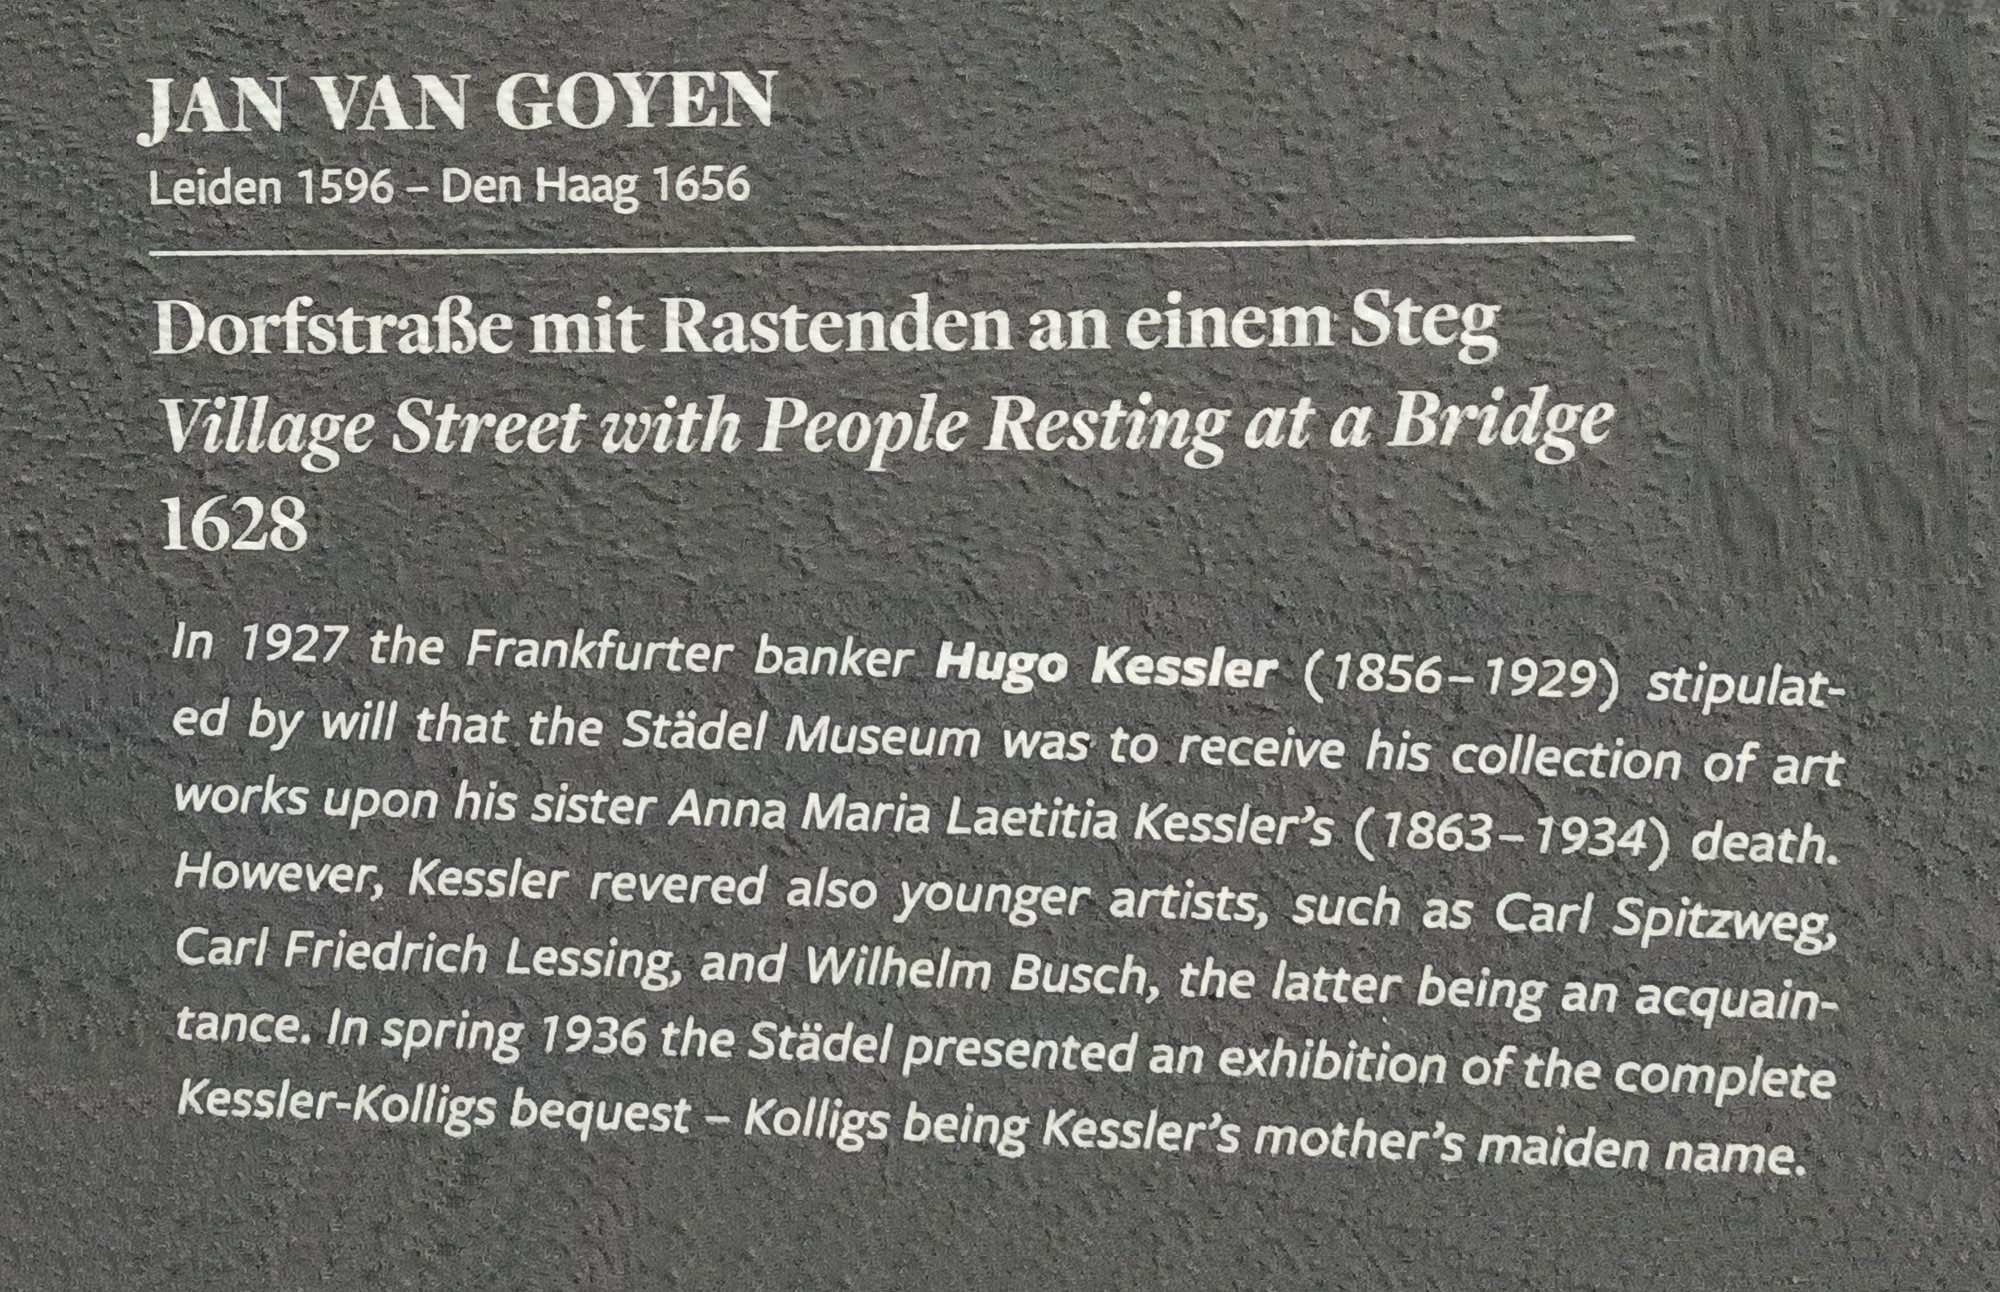 JAN VAN GOYEN
Leiden 1596 – Den Haag 1656
Dorfstraße mit Rastenden an einem Steg
Village Street with People Resting at a Bridge
1628
In 1927 the Frankfurter banker Hugo Kessler (1856–1929) stipulat-
ed by will that the Städel Museum was to receive his collection of art
works upon his sister Anna Maria Laetitia Kessler’s (1863–1934) death.
However, Kessler revered also younger artists, such as Carl Spitzweg,
Carl Friedrich Lessing, and Wilhelm Busch, the latter being an acquain-
tance. In spring 1936 the Städel presented an exhibition of the complete
Kessler-Kolligs bequest – Kolligs being Kessler’s mother’s maiden name.